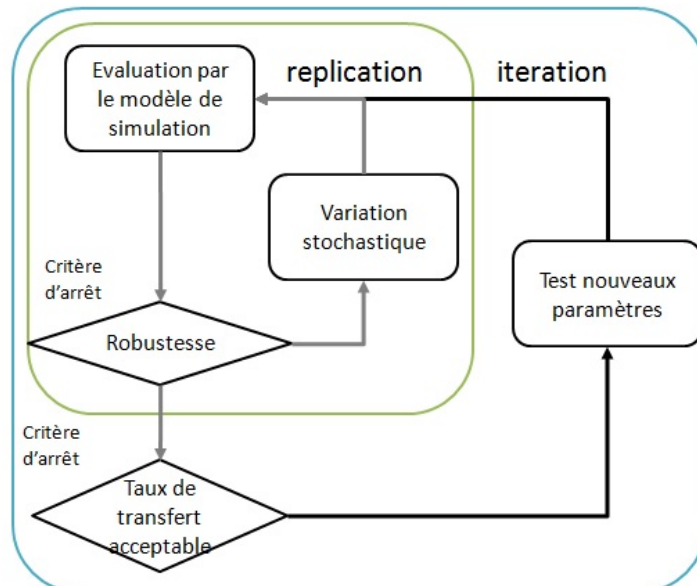 Evaluation par
le modèle de
simulation
replication
iteration
Variation
stochastique
Test nouveaux
paramètres
Critère
d’arrêt
Robustesse
Critère
d’arrêt
Taux de
transfert
acceptable